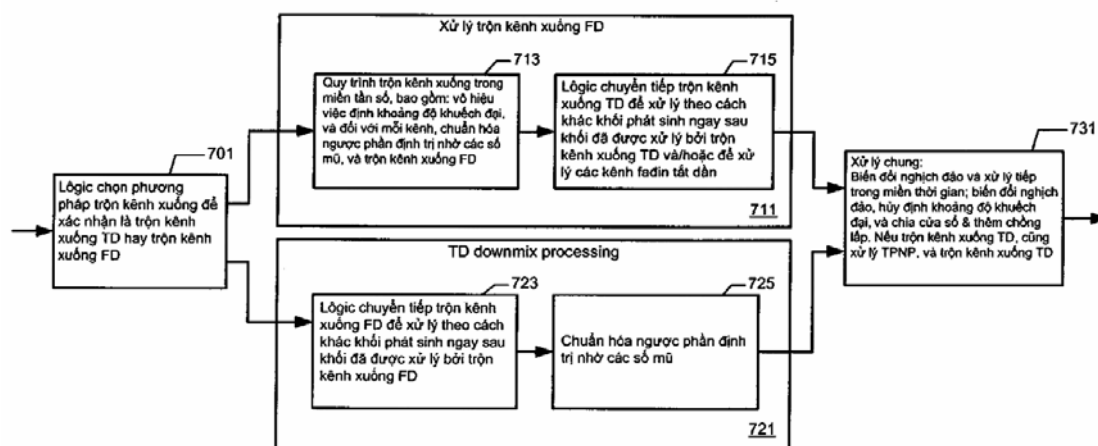 Xử lý trộn kênh xuống FD
713
Quy trình trộn kênh xuống trong
miền tần số, bao gồm: vô hiệu
việc định khoảng độ khuếch đại,
và đối với mỗi kênh, chuẩn hóa
ngược phần định trị nhờ các số
mũ, và trộn kênh xuống FD
715
Lôgic chuyển tiếp trộn kênh
xuống TD để xử lý theo cách
khác khối phát sinh ngay sau
khối đã được xử lý bởi trộn
kênh xuống TD và/hoặc để xử
lý các kênh fađin tắt dần
711
701
Lôgic chọn phương
pháp trộn kênh xuống để
xác nhận là trộn kênh
xuống TD hay trộn kênh
xuống FD
TD downmix processing
723
Lôgic chuyển tiếp trộn kênh
xuống FD để xử lý theo cách
khác khối phát sinh ngay sau
khối đã được xử lý bởi trộn
kênh xuống FD
725
Chuẩn hóa ngược phần định
trị nhờ các số mũ
721
731
Xử lý chung:
Biến đổi nghịch đảo và xử lý tiếp
trong miền thời gian; biến đổi nghịch
đảo, hủy định khoảng độ khuếch
đại, và chia cửa sổ & thêm chồng
lấp. Nếu trộn kênh xuống TD, cũng
xử lý TPNP, và trộn kênh xuống TD